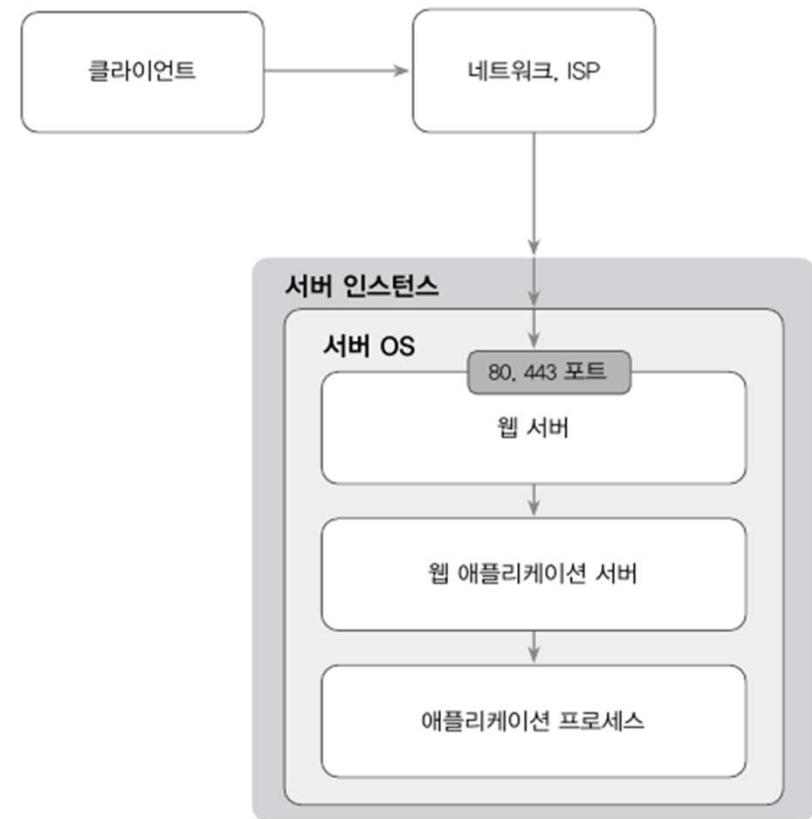 클라이언트
네트워크, ISP
서버 인스턴스
서버 OS
80, 443 포트
웹 서버
웹 애플리케이션 서버
애플리케이션 프로세스